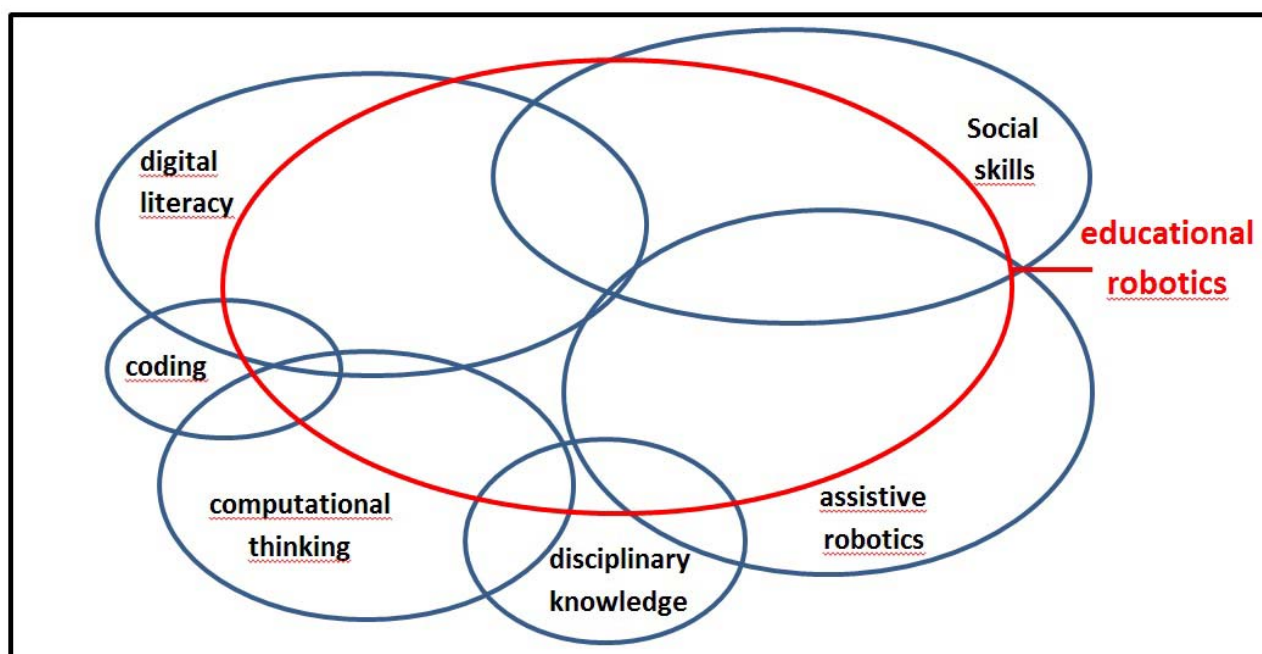 digital
literacy
Social
skills
educational
robotics
coding
computational
thinking
assistive
robotics
disciplinary
knowledge